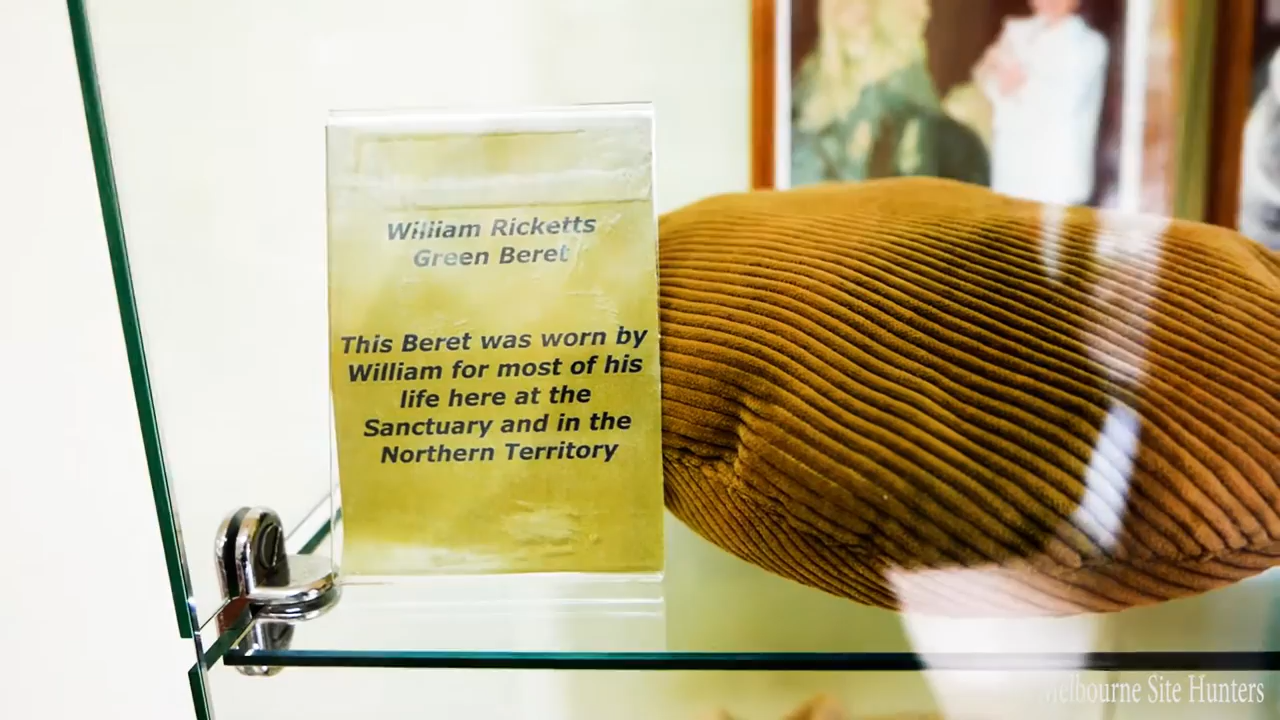 William Ricketts
Green Beret
This Beret was worn by
William for most of his
life here at the
Sanctuary and in the
Northern Territory
Melbourne Site Hunters